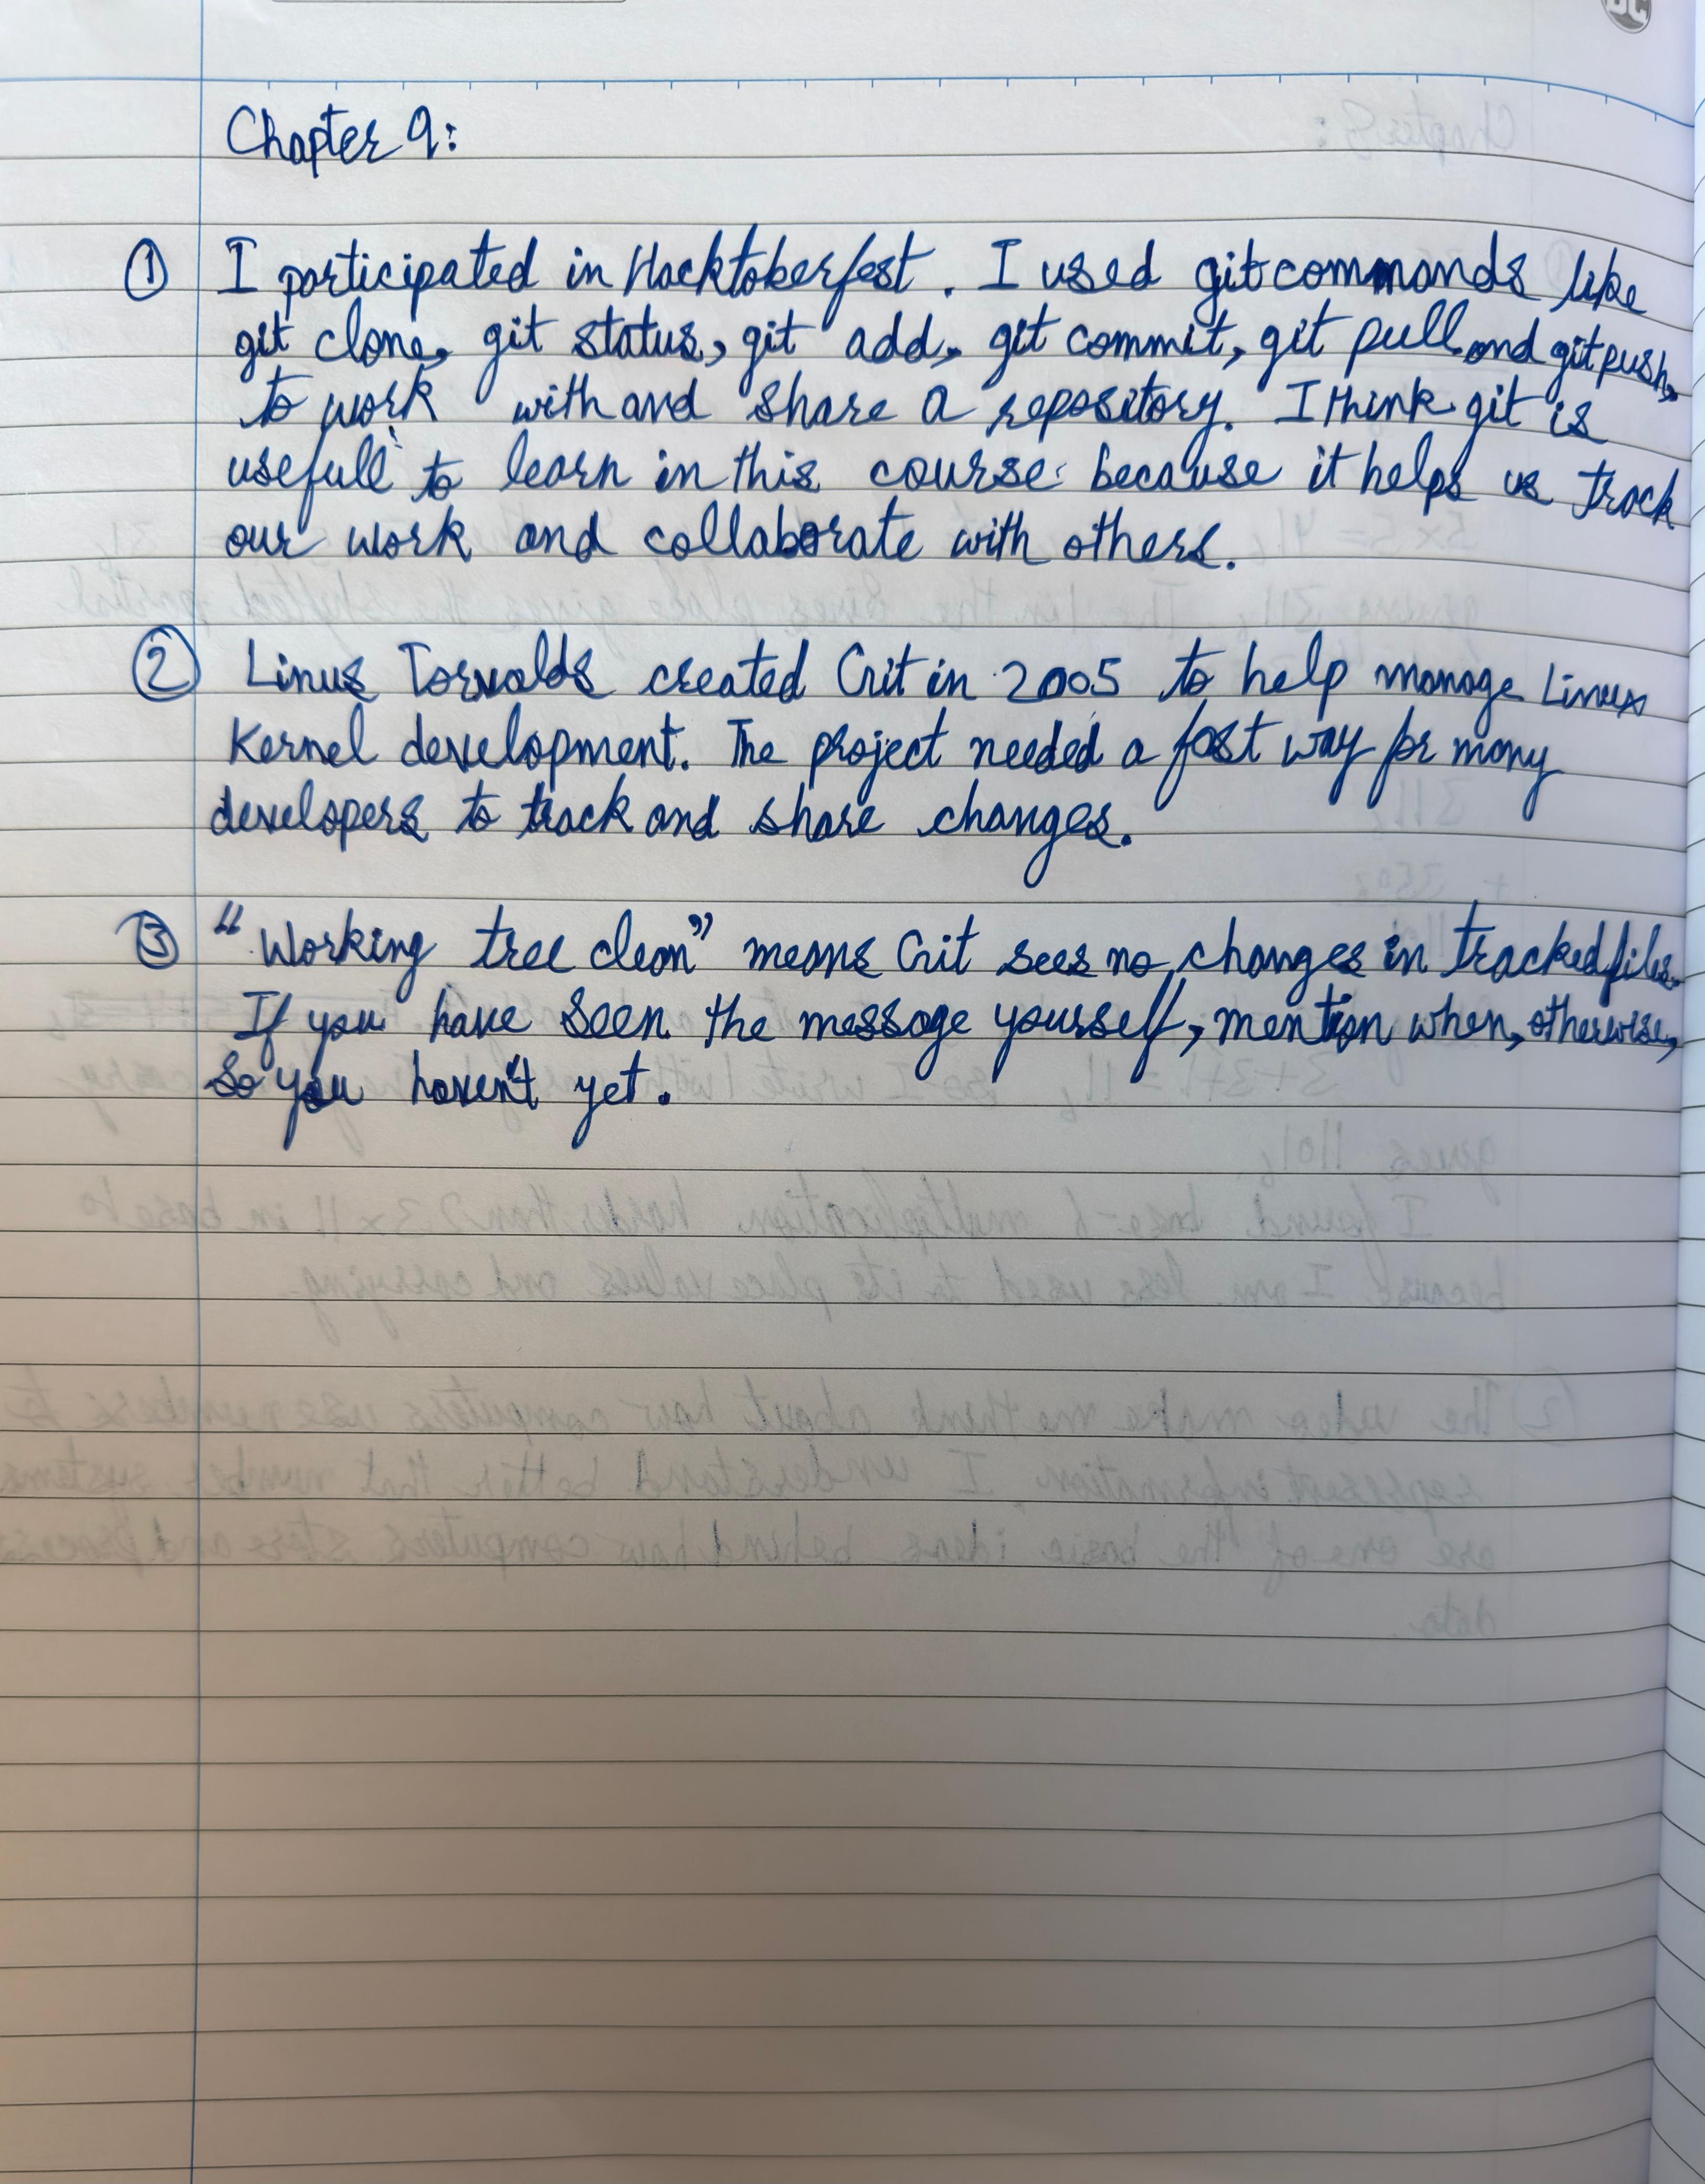 Chapter 9:
① I participated in Hacktoberfest. I used git commands like
git clone, git status, git add, git commit, git pull and git push,
to work with and share a repository. I think git is
usefull to learn in this course because it helps us track
our work and collaborate with others.
② Linus Torvalds created Git in 2005 to help manage Linux
Kernel development. The project needed a fast way for many
developers to track and share changes.
③ "Working tree clean" means Git sees no changes in tracked files.
If you have seen the message yourself, mention when, otherwise,
so you haven't yet.